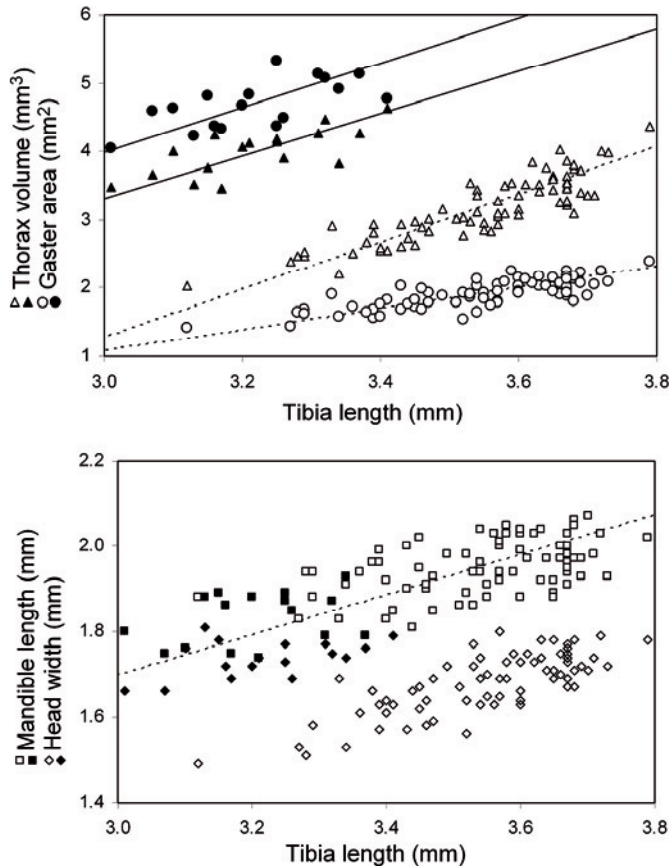 6
5
4
3
2
1
△ ▲ Thorax volume (mm³)
○ ● Gaster area (mm²)
3.0 3.2 3.4 3.6 3.8
Tibia length (mm)
2.2
2.0
1.8
1.6
1.4
□ ■ Mandible length (mm)
◇ ◆ Head width (mm)
3.0 3.2 3.4 3.6 3.8
Tibia length (mm)